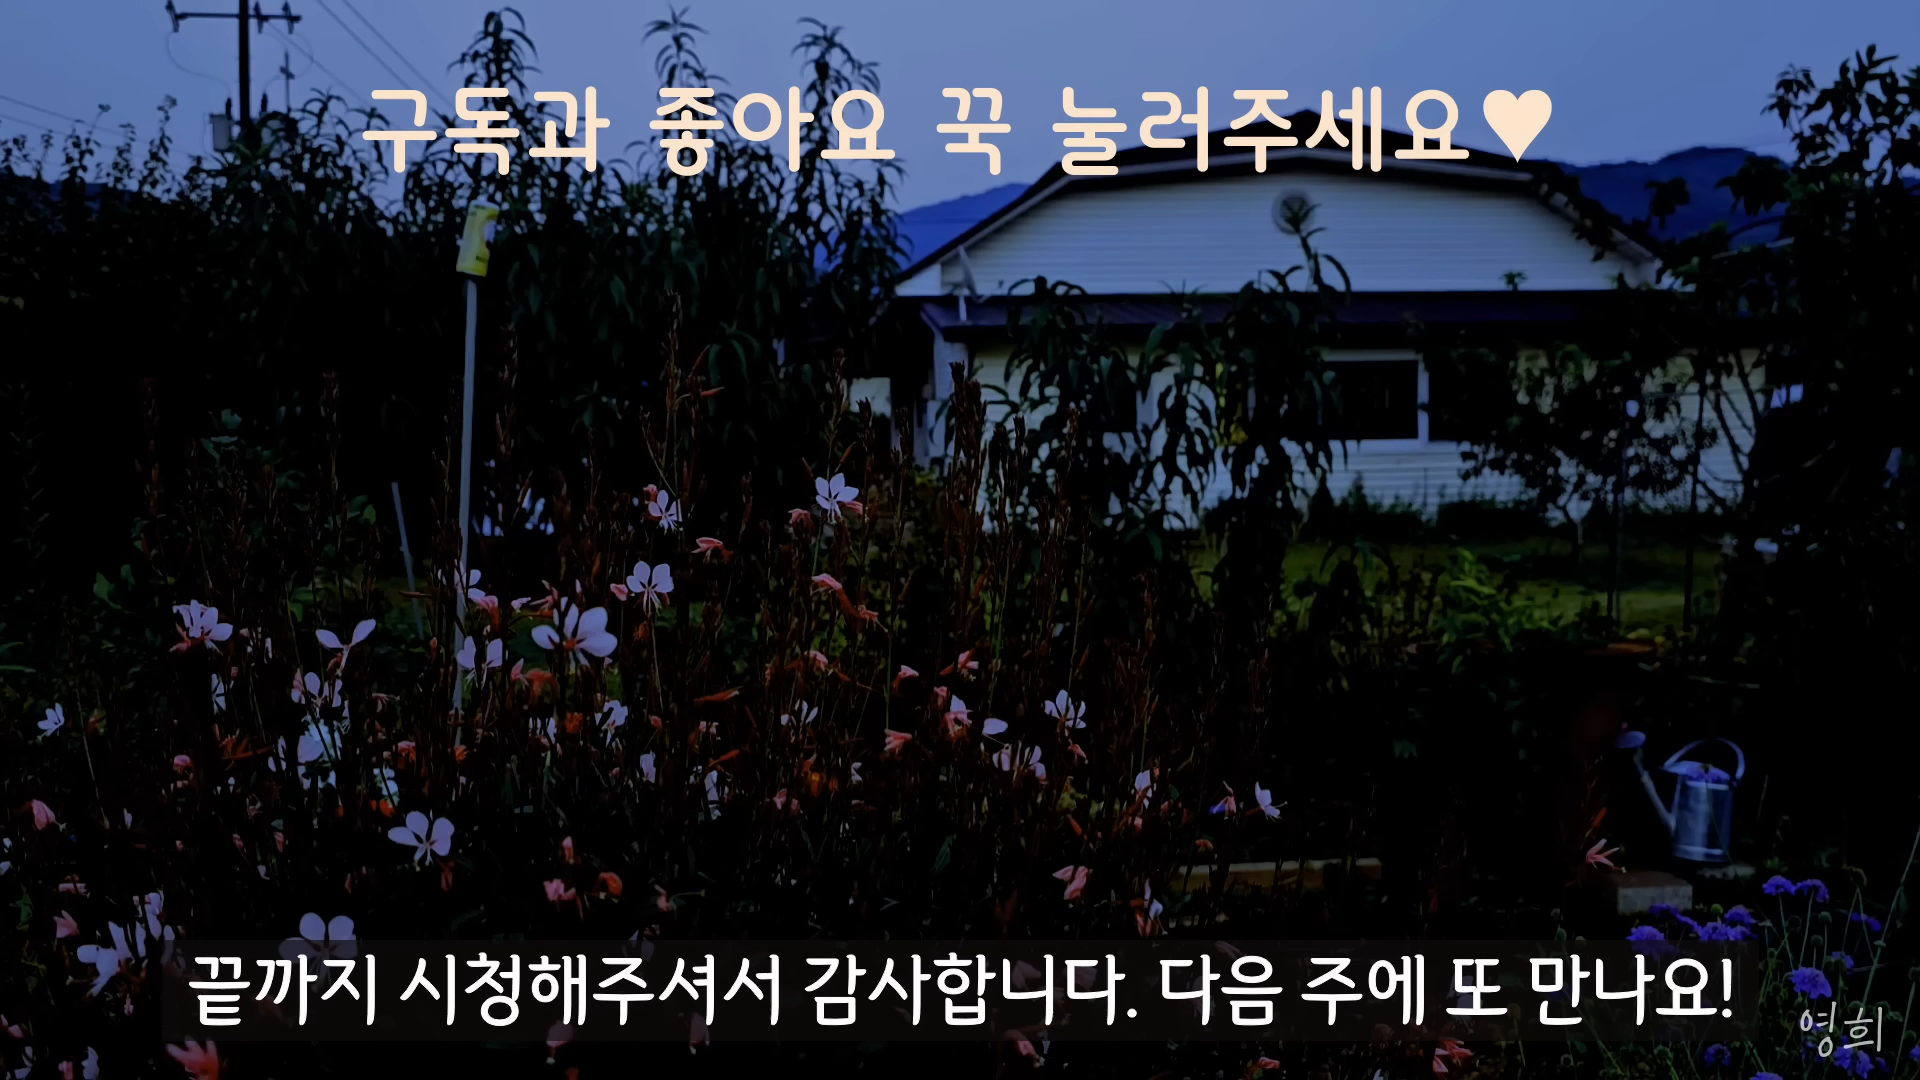 구독과 좋아요 꾹 눌러주세요♥
끝까지 시청해주셔서 감사합니다. 다음 주에 또 만나요!
영희